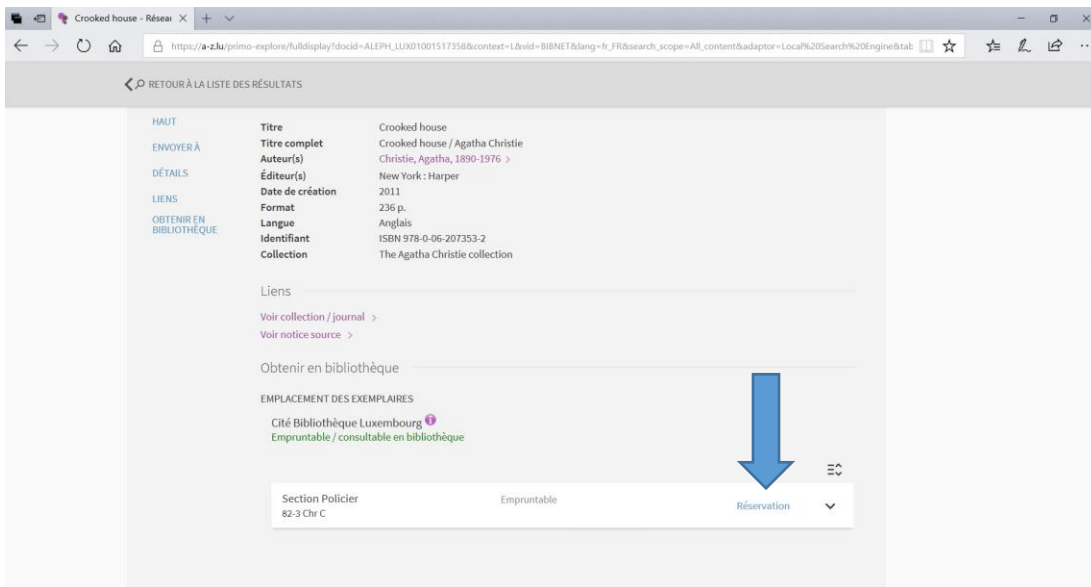 Crooked house - Réseau
https://a-z.lu/primo-explore/fulldisplay?docid=ALEPH_LUX01001517358&context=L&vid=BIBNET&lang=fr_FR&search_scope=All_content&adaptor=Local%20Search%20Engine&tab
RETOUR À LA LISTE DES RÉSULTATS
HAUT
ENVOYER À
DÉTAILS
LIENS
OBTENIR EN
BIBLIOTHÈQUE
Titre Crooked house
Titre complet Crooked house / Agatha Christie
Auteur(s) Christie, Agatha, 1890-1976 >
Éditeur(s) New York : Harper
Date de création 2011
Format 236 p.
Langue Anglais
Identifiant ISBN 978-0-06-207353-2
Collection The Agatha Christie collection
Liens
Voir collection / journal >
Voir notice source >
Obtenir en bibliothèque
EMPLACEMENT DES EXEMPLAIRES
Cité Bibliothèque Luxembourg
Empruntable / consultable en bibliothèque
Section Policier Empruntable Réservation
82-3 Chr C